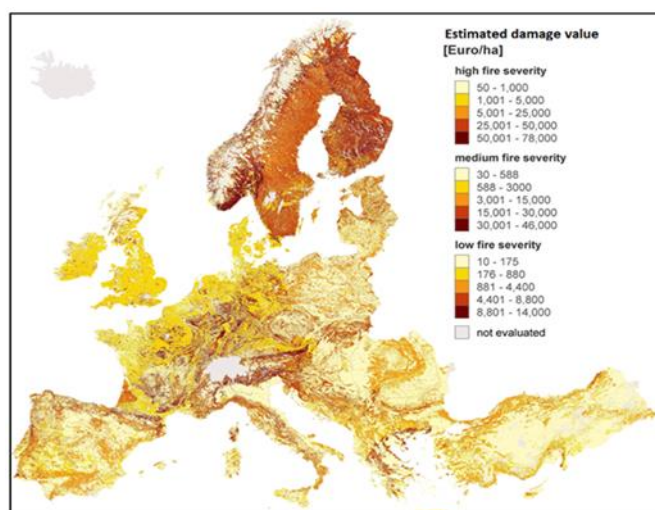 Estimated damage value
[Euro/ha]
high fire severity
50 - 1,000
1,001 - 5,000
5,001 - 25,000
25,001 - 50,000
50,001 - 78,000
medium fire severity
30 - 588
588 - 3000
3,001 - 15,000
15,001 - 30,000
30,001 - 46,000
low fire severity
10 - 175
176 - 880
881 - 4,400
4,401 - 8,800
8,801 - 14,000
not evaluated